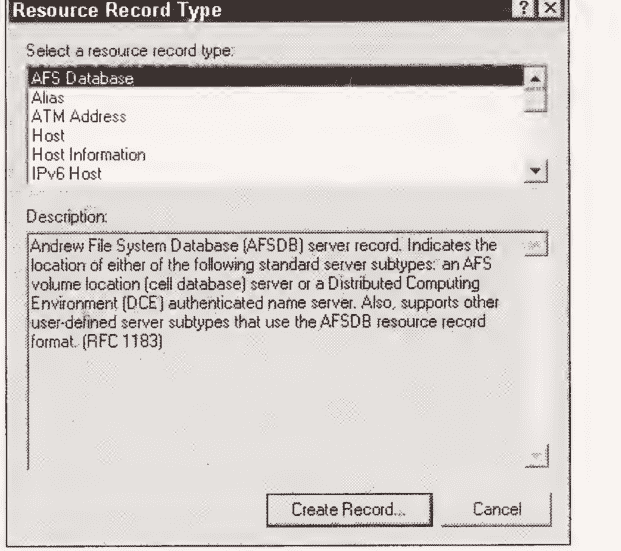 Resource Record Type
Select a resource record type:
AFS Database
Alias
ATM Address
Host
Host Information
IPv6 Host
Description:
Andrew File System Database (AFSDB) server record. Indicates the
location of either of the following standard server subtypes: an AFS
volume location (cell database) server or a Distributed Computing
Environment (DCE) authenticated name server. Also, supports other
user-defined server subtypes that use the AFSDB resource record
format. (RFC 1183)
Create Record...
Cancel